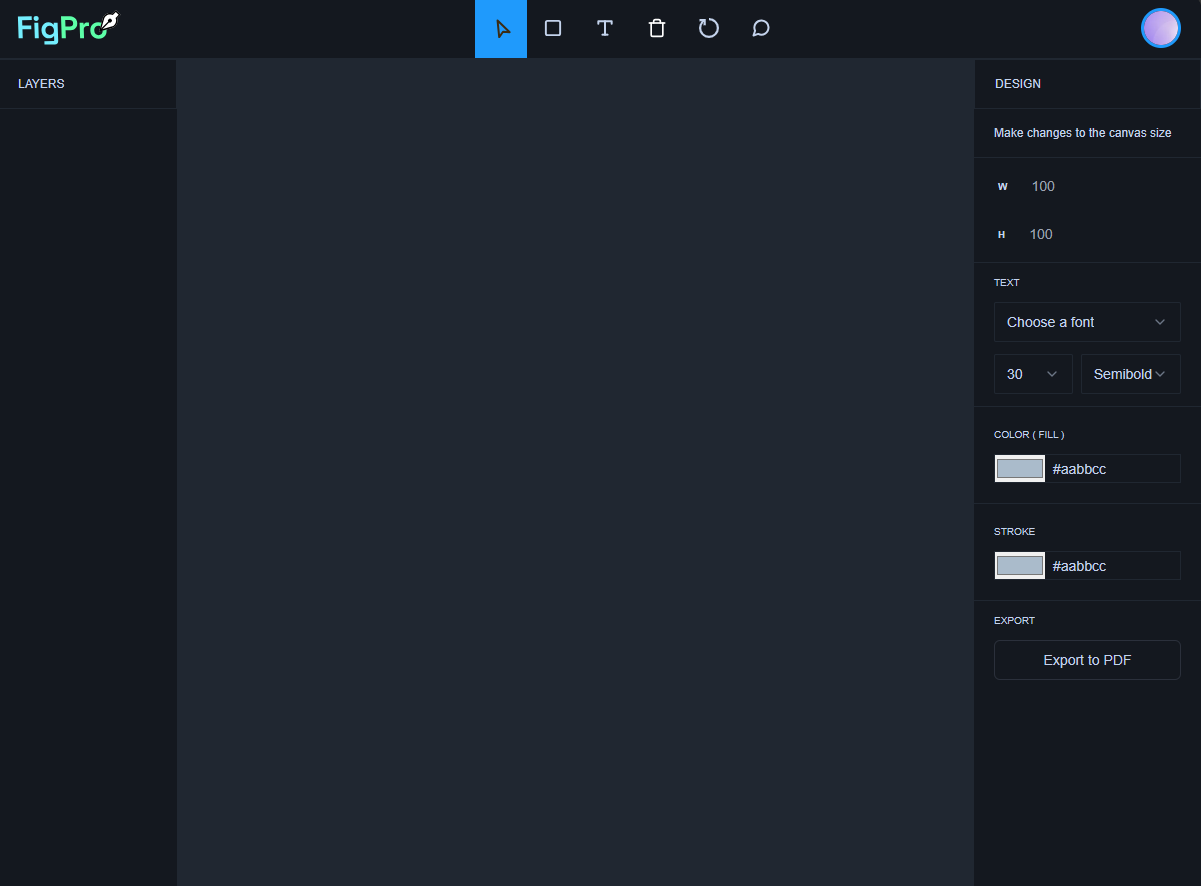 FigPro
LAYERS
DESIGN
Make changes to the canvas size
W 100
H 100
TEXT
Choose a font
30 Semibold
COLOR ( FILL )
#aabbcc
STROKE
#aabbcc
EXPORT
Export to PDF